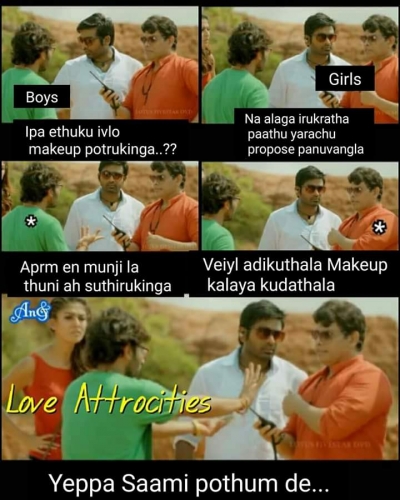 Boys
Ipa ethuku ivlo
makeup potrukinga..??
Girls
Na alaga irukratha
paathu yarachu
propose panuvangla
*
Aprm en munji la
thuni ah suthirukinga
*
Veiyl adikuthala Makeup
kalaya kudathala
An&
Love Attrocities
Yeppa Saami pothum de...